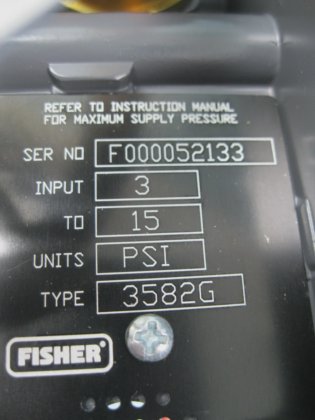 REFER TO INSTRUCTION MANUAL
FOR MAXIMUM SUPPLY PRESSURE
SER NO F000052133
INPUT 3
TO 15
UNITS PSI
TYPE 3582G
FISHER®